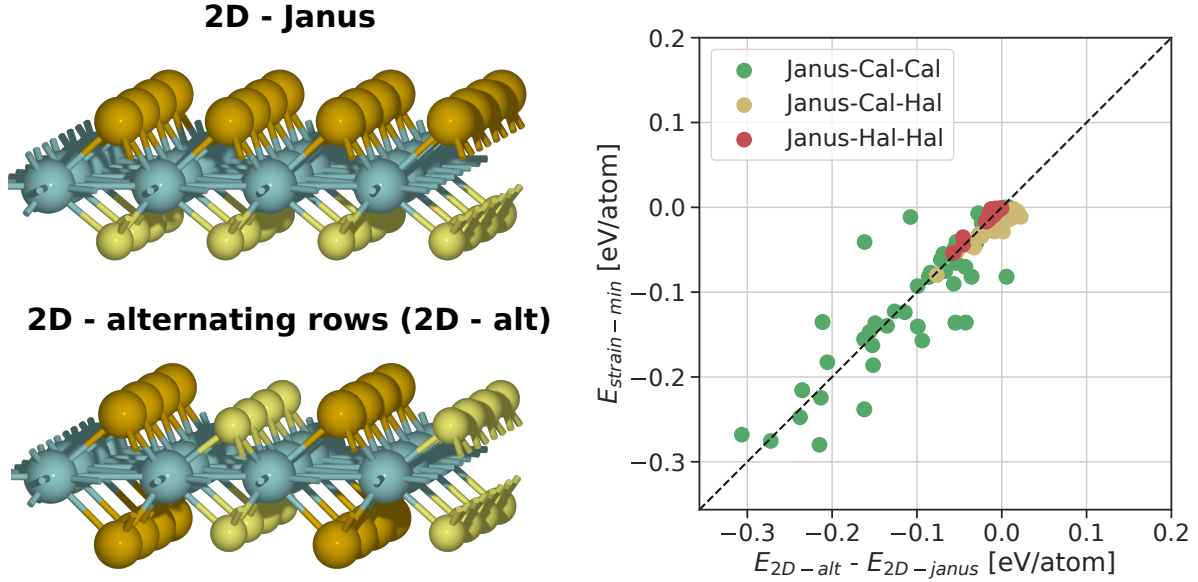 2D - Janus
2D - alternating rows (2D - alt)
Janus-Cal-Cal
Janus-Cal-Hal
Janus-Hal-Hal
0.2
0.1
0.0
−0.1
−0.2
−0.3
E_strain−min [eV/atom]
−0.3 −0.2 −0.1 0.0 0.1 0.2
E_2D−alt - E_2D−janus [eV/atom]